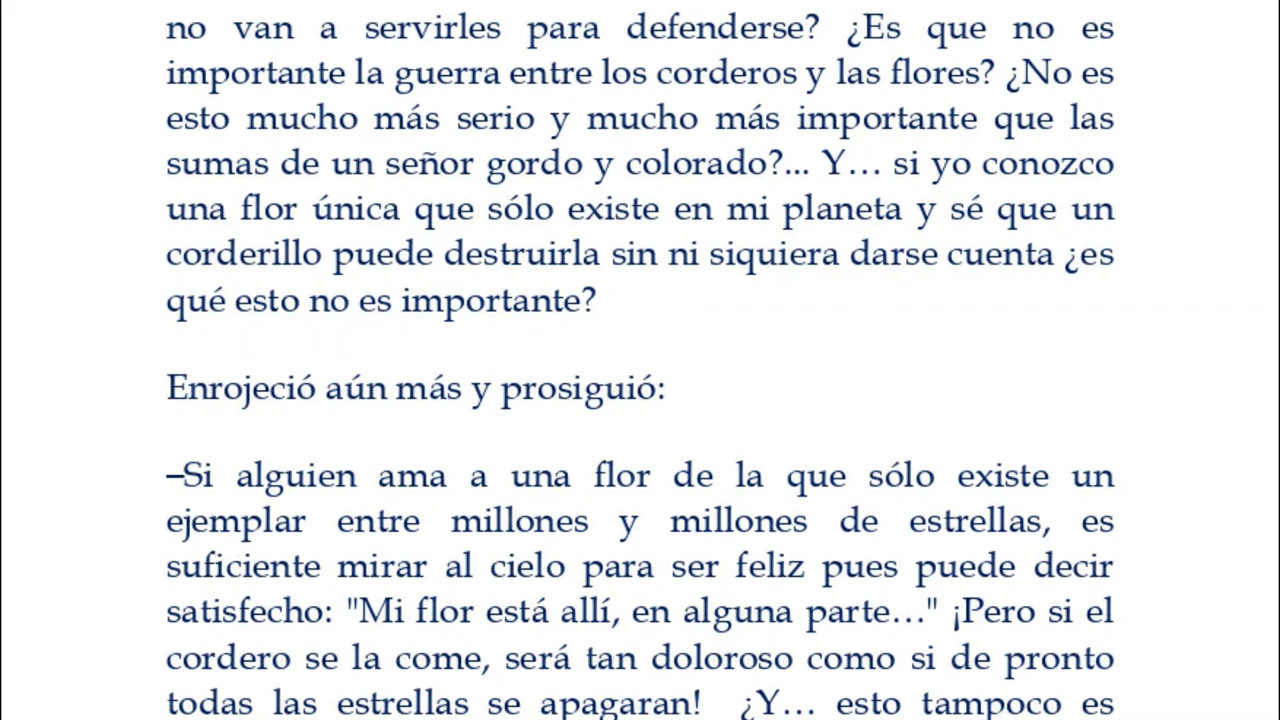 no van a servirles para defenderse? ¿Es que no es
importante la guerra entre los corderos y las flores? ¿No es
esto mucho más serio y mucho más importante que las
sumas de un señor gordo y colorado?... Y… si yo conozco
una flor única que sólo existe en mi planeta y sé que un
corderillo puede destruirla sin ni siquiera darse cuenta ¿es
qué esto no es importante?
Enrojeció aún más y prosiguió:
–Si alguien ama a una flor de la que sólo existe un
ejemplar entre millones y millones de estrellas, es
suficiente mirar al cielo para ser feliz pues puede decir
satisfecho: "Mi flor está allí, en alguna parte…" ¡Pero si el
cordero se la come, será tan doloroso como si de pronto
todas las estrellas se apagaran! ¿Y… esto tampoco es